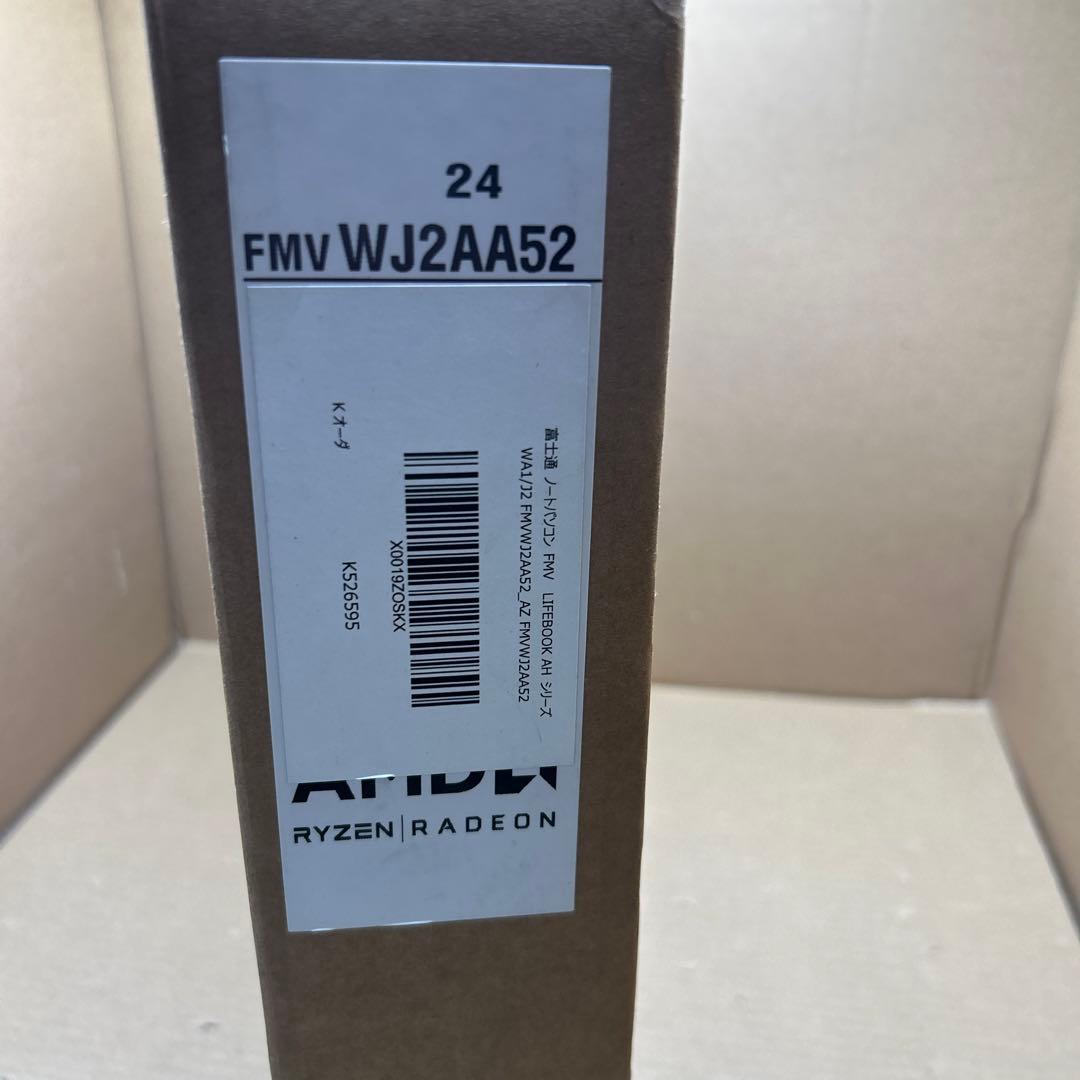 24
FMV WJ2AA52
富士通 ノートパソコン FMV LIFEBOOK AH シリーズ
WA1/J2 FMVWJ2AA52_AZ FMVWJ2AA52
X0019ZOSKX
K526595
K オーダ
AMD
RYZEN | RADEON